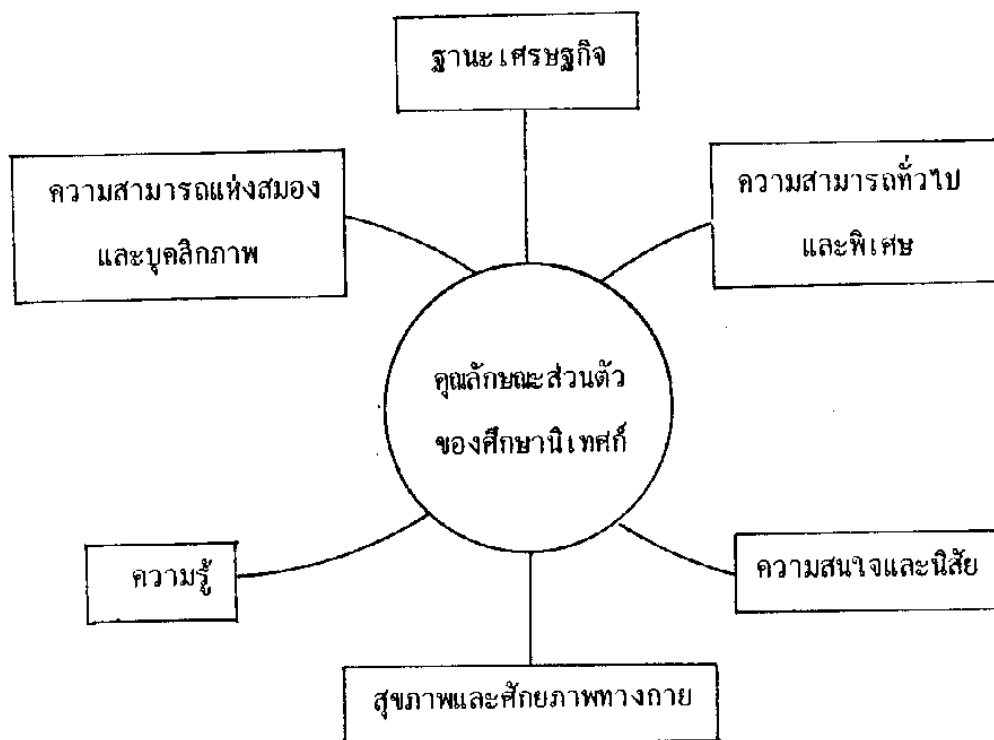 ฐานะเศรษฐกิจ
ความสามารถแห่งสมอง
และบุคลิกภาพ
ความสามารถทั่วไป
และพิเศษ
คุณลักษณะส่วนตัว
ของศึกษานิเทศก์
ความรู้
ความสนใจและนิสัย
สุขภาพและศักยภาพทางกาย